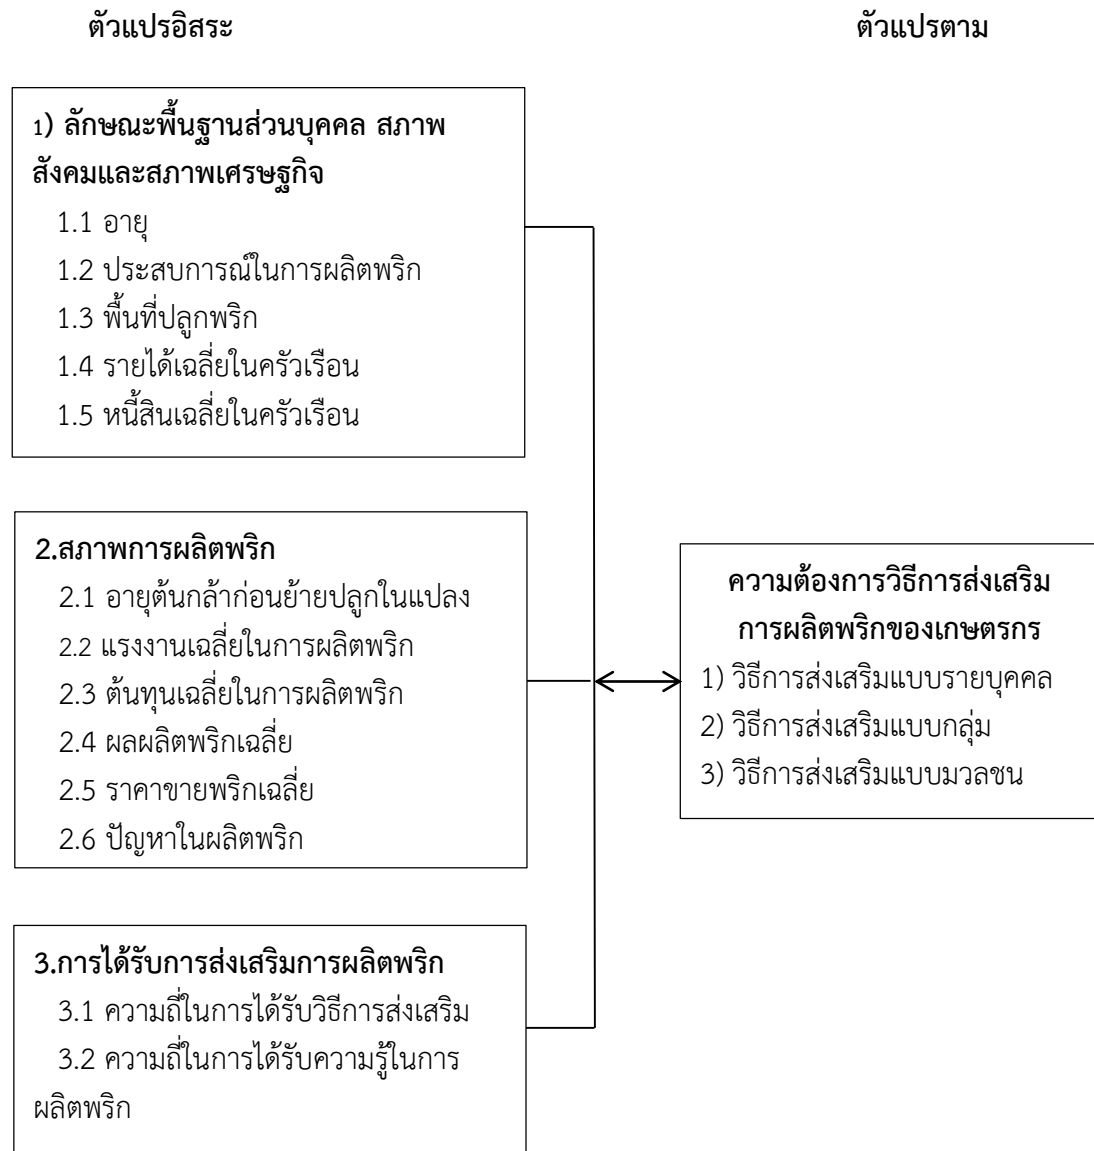 ตัวแปรอิสระ
ตัวแปรตาม
1) ลักษณะพื้นฐานส่วนบุคคล สภาพ
สังคมและสภาพเศรษฐกิจ
1.1 อายุ
1.2 ประสบการณ์ในการผลิตพริก
1.3 พื้นที่ปลูกพริก
1.4 รายได้เฉลี่ยในครัวเรือน
1.5 หนี้สินเฉลี่ยในครัวเรือน
2.สภาพการผลิตพริก
2.1 อายุต้นกล้าก่อนย้ายปลูกในแปลง
2.2 แรงงานเฉลี่ยในการผลิตพริก
2.3 ต้นทุนเฉลี่ยในการผลิตพริก
2.4 ผลผลิตพริกเฉลี่ย
2.5 ราคาขายพริกเฉลี่ย
2.6 ปัญหาในผลิตพริก
ความต้องการวิธีการส่งเสริม
การผลิตพริกของเกษตรกร
1) วิธีการส่งเสริมแบบรายบุคคล
2) วิธีการส่งเสริมแบบกลุ่ม
3) วิธีการส่งเสริมแบบมวลชน
3.การได้รับการส่งเสริมการผลิตพริก
3.1 ความถี่ในการได้รับวิธีการส่งเสริม
3.2 ความถี่ในการได้รับความรู้ในการ
ผลิตพริก